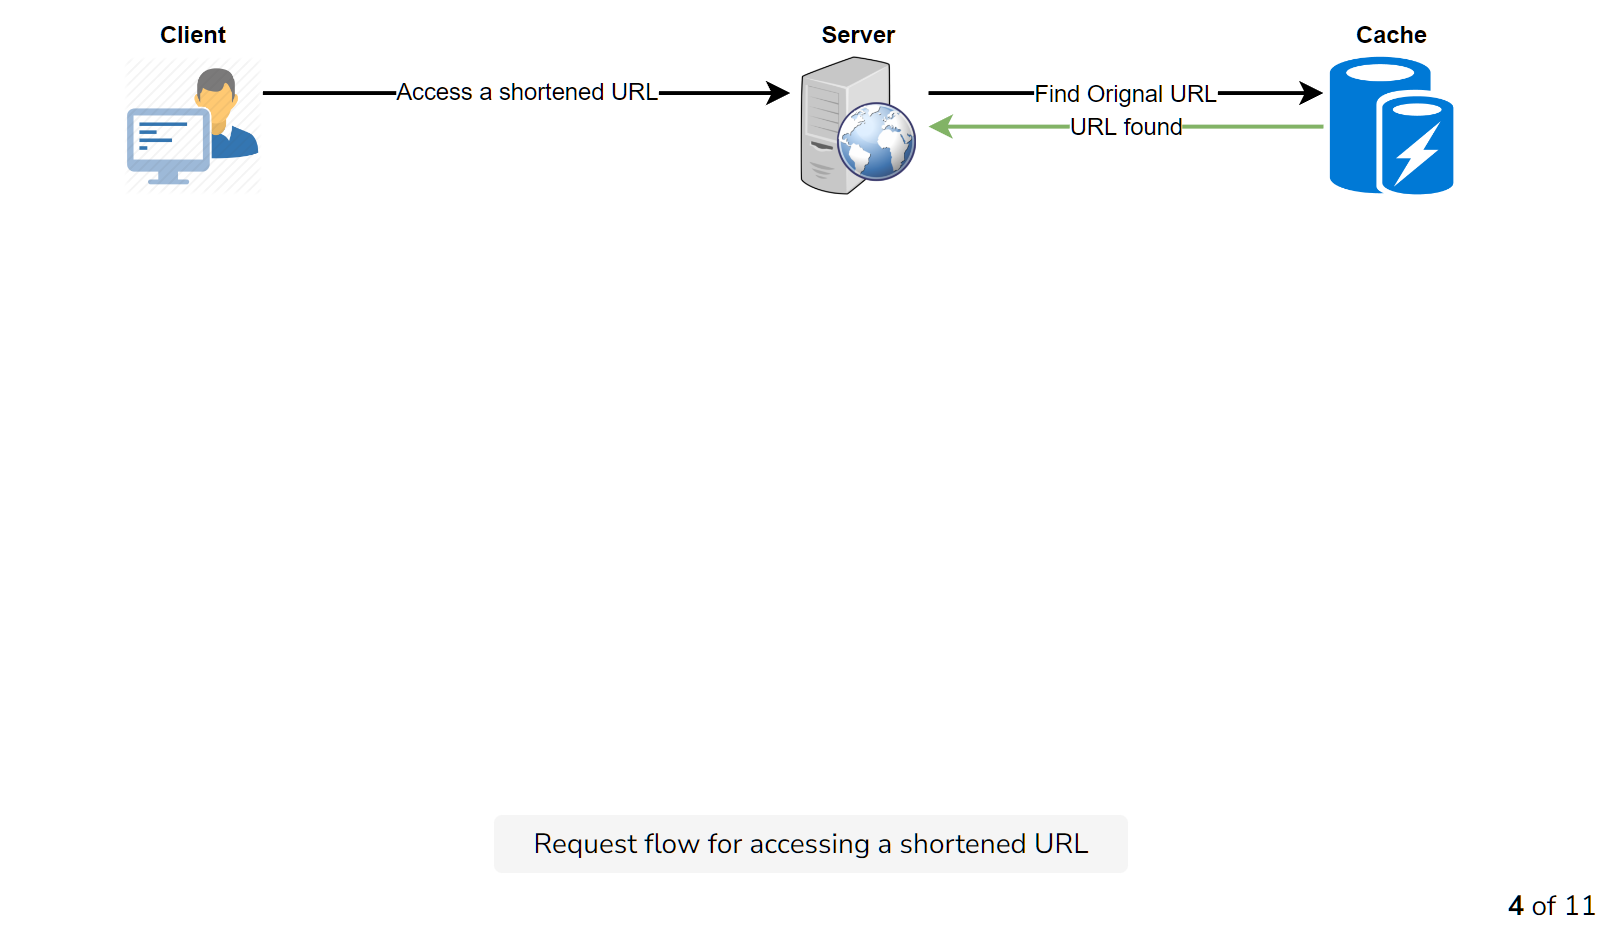 Client
Server
Cache
Access a shortened URL
Find Orignal URL
URL found
Request flow for accessing a shortened URL
4 of 11